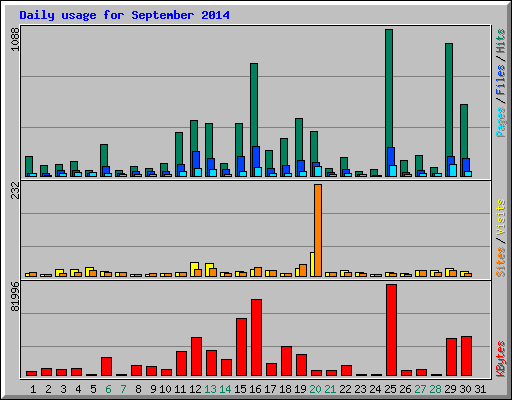 Daily usage for September 2014
1088
Pages / Files / Hits
232
Sites / Visits
81996
KBytes
1 2 3 4 5 6 7 8 9 10 11 12 13 14 15 16 17 18 19 20 21 22 23 24 25 26 27 28 29 30 31